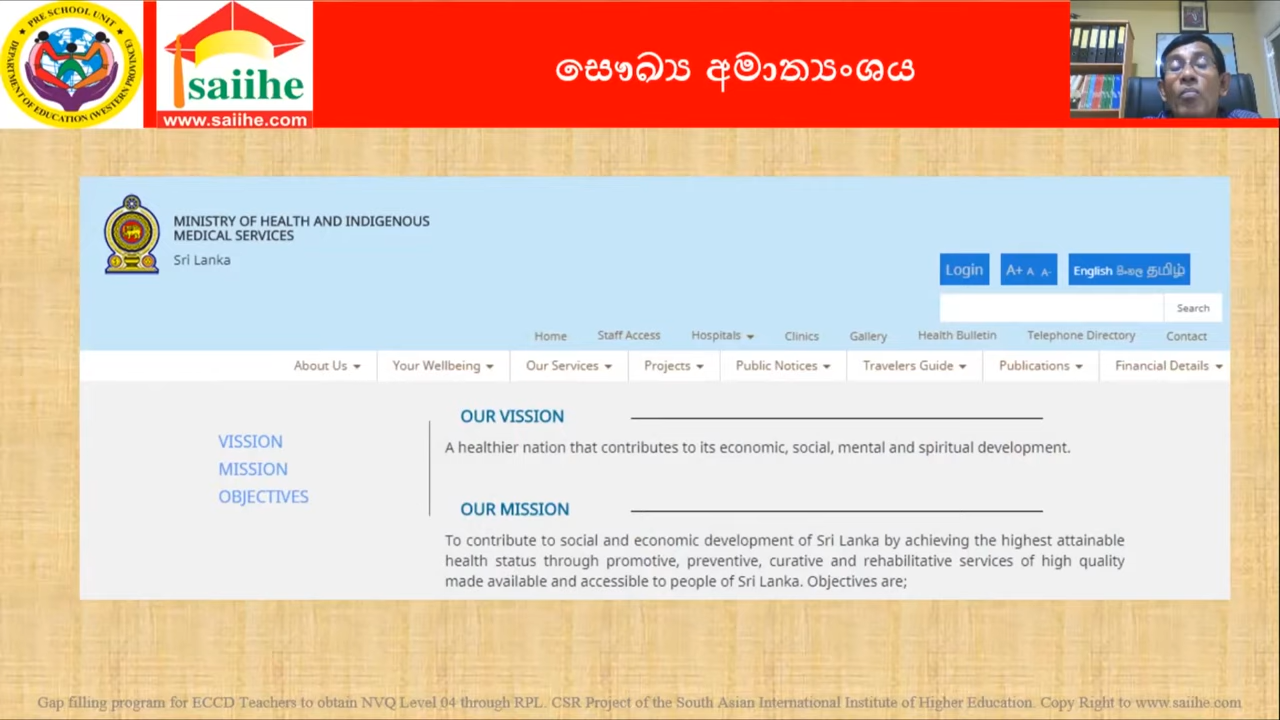 PRE SCHOOL UNIT
DEPARTMENT OF EDUCATION (WESTERN PROVINCE)
saiihe
www.saiihe.com
සෞඛ්‍ය අමාත්‍යංශය
MINISTRY OF HEALTH AND INDIGENOUS
MEDICAL SERVICES
Sri Lanka
Login A+ A A- English සිංහල தமிழ்
Search
Home Staff Access Hospitals Clinics Gallery Health Bulletin Telephone Directory Contact
About Us Your Wellbeing Our Services Projects Public Notices Travelers Guide Publications Financial Details
VISSION
MISSION
OBJECTIVES
OUR VISSION
A healthier nation that contributes to its economic, social, mental and spiritual development.
OUR MISSION
To contribute to social and economic development of Sri Lanka by achieving the highest attainable
health status through promotive, preventive, curative and rehabilitative services of high quality
made available and accessible to people of Sri Lanka. Objectives are;
Gap filling program for ECCD Teachers to obtain NVQ Level 04 through RPL. CSR Project of the South Asian International Institute of Higher Education. Copy Right to www.saiihe.com